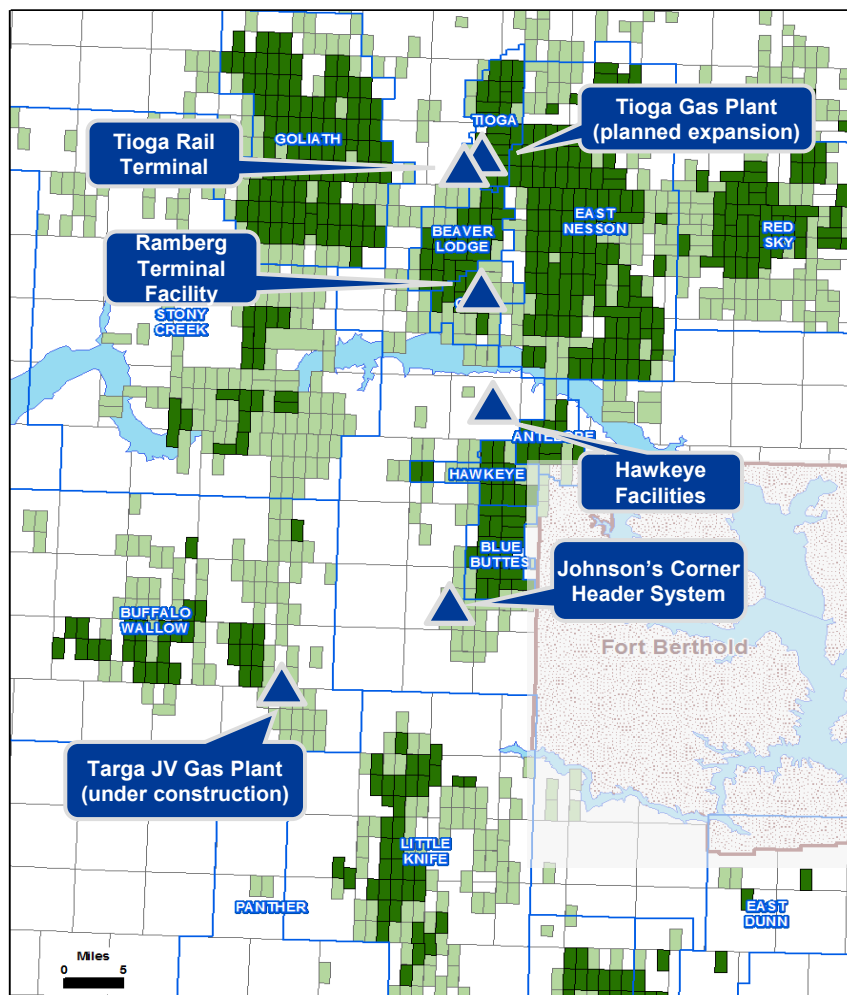 TIOGA
Tioga Gas Plant
(planned expansion)
Tioga Rail
Terminal
GOLIATH
EAST
NESSON
RED
SKY
BEAVER
LODGE
Ramberg
Terminal
Facility
STONY
CREEK
ANTELOPE
HAWKEYE
Hawkeye
Facilities
BLUE
BUTTES
Johnson's Corner
Header System
BUFFALO
WALLOW
Fort Berthold
Targa JV Gas Plant
(under construction)
LITTLE
KNIFE
PANTHER
EAST
DUNN
Miles
0 5